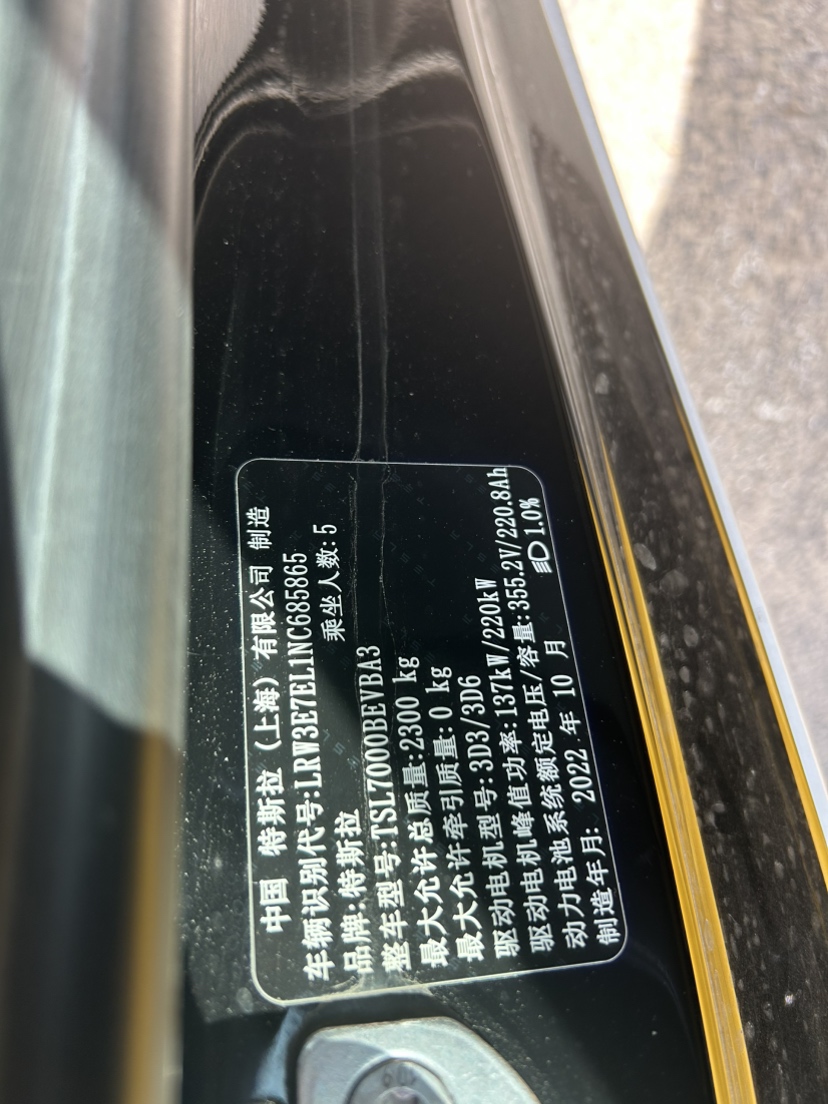 中国 特斯拉（上海）有限公司 制造
车辆识别代号:LRW3E7EL1NC685865
品牌:特斯拉 乘坐人数:5
整车型号:TSL7000BEVBA3
最大允许总质量:2300 kg
最大允许牵引质量:0 kg
驱动电机型号:3D3/3D6
驱动电机峰值功率:137kW/220kW
动力电池系统额定电压/容量:355.2V/220.8Ah
制造年月: 2022 年 10 月 1.0%